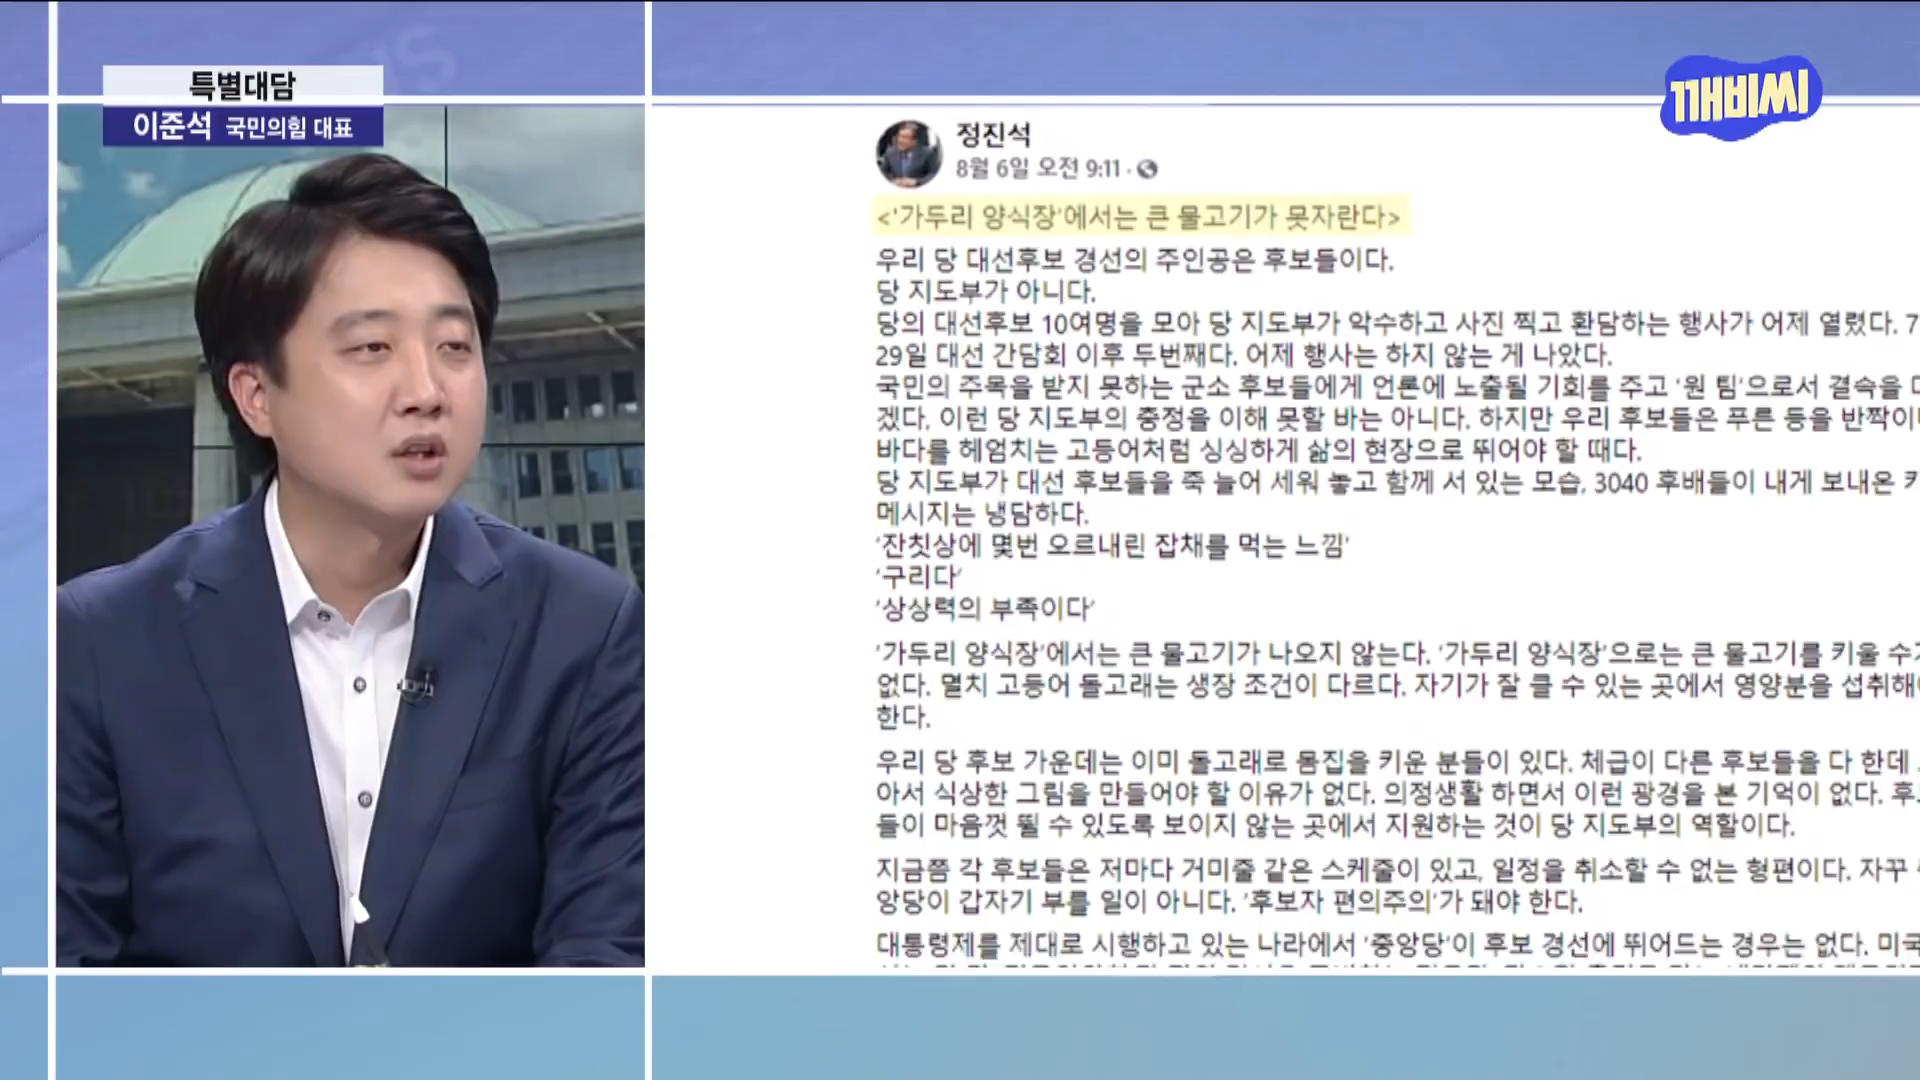 특별대담
이준석 국민의힘 대표
깨비씨
정진석
8월 6일 오전 9:11
<'가두리 양식장'에서는 큰 물고기가 못자란다>
우리 당 대선후보 경선의 주인공은 후보들이다.
당 지도부가 아니다.
당의 대선후보 10여명을 모아 당 지도부가 악수하고 사진 찍고 환담하는 행사가 어제 열렸다. 7
29일 대선 간담회 이후 두번째다. 어제 행사는 하지 않는 게 나았다.
국민의 주목을 받지 못하는 군소 후보들에게 언론에 노출될 기회를 주고 '원 팀'으로서 결속을
겠다. 이런 당 지도부의 충정을 이해 못할 바는 아니다. 하지만 우리 후보들은 푸른 등을 반짝이
바다를 헤엄치는 고등어처럼 싱싱하게 삶의 현장으로 뛰어야 할 때다.
당 지도부가 대선 후보들을 죽 늘어 세워 놓고 함께 서 있는 모습, 3040 후배들이 내게 보내온
메시지는 냉담하다.
'잔칫상에 몇번 오르내린 잡채를 먹는 느낌'
'구리다'
'상상력의 부족이다'
'가두리 양식장'에서는 큰 물고기가 나오지 않는다. '가두리 양식장'으로는 큰 물고기를 키울 수가
없다. 멸치 고등어 돌고래는 생장 조건이 다르다. 자기가 잘 클 수 있는 곳에서 영양분을 섭취해야
한다.
우리 당 후보 가운데는 이미 돌고래로 몸집을 키운 분들이 있다. 체급이 다른 후보들을 다 한데
아서 식상한 그림을 만들어야 할 이유가 없다. 의정생활 하면서 이런 광경을 본 기억이 없다. 후보
들이 마음껏 뛸 수 있도록 보이지 않는 곳에서 지원하는 것이 당 지도부의 역할이다.
지금쯤 각 후보들은 저마다 거미줄 같은 스케줄이 있고, 일정을 취소할 수 없는 형편이다. 자꾸
앙당이 갑자기 부를 일이 아니다. '후보자 편의주의'가 돼야 한다.
대통령제를 제대로 시행하고 있는 나라에서 '중앙당'이 후보 경선에 뛰어드는 경우는 없다. 미국